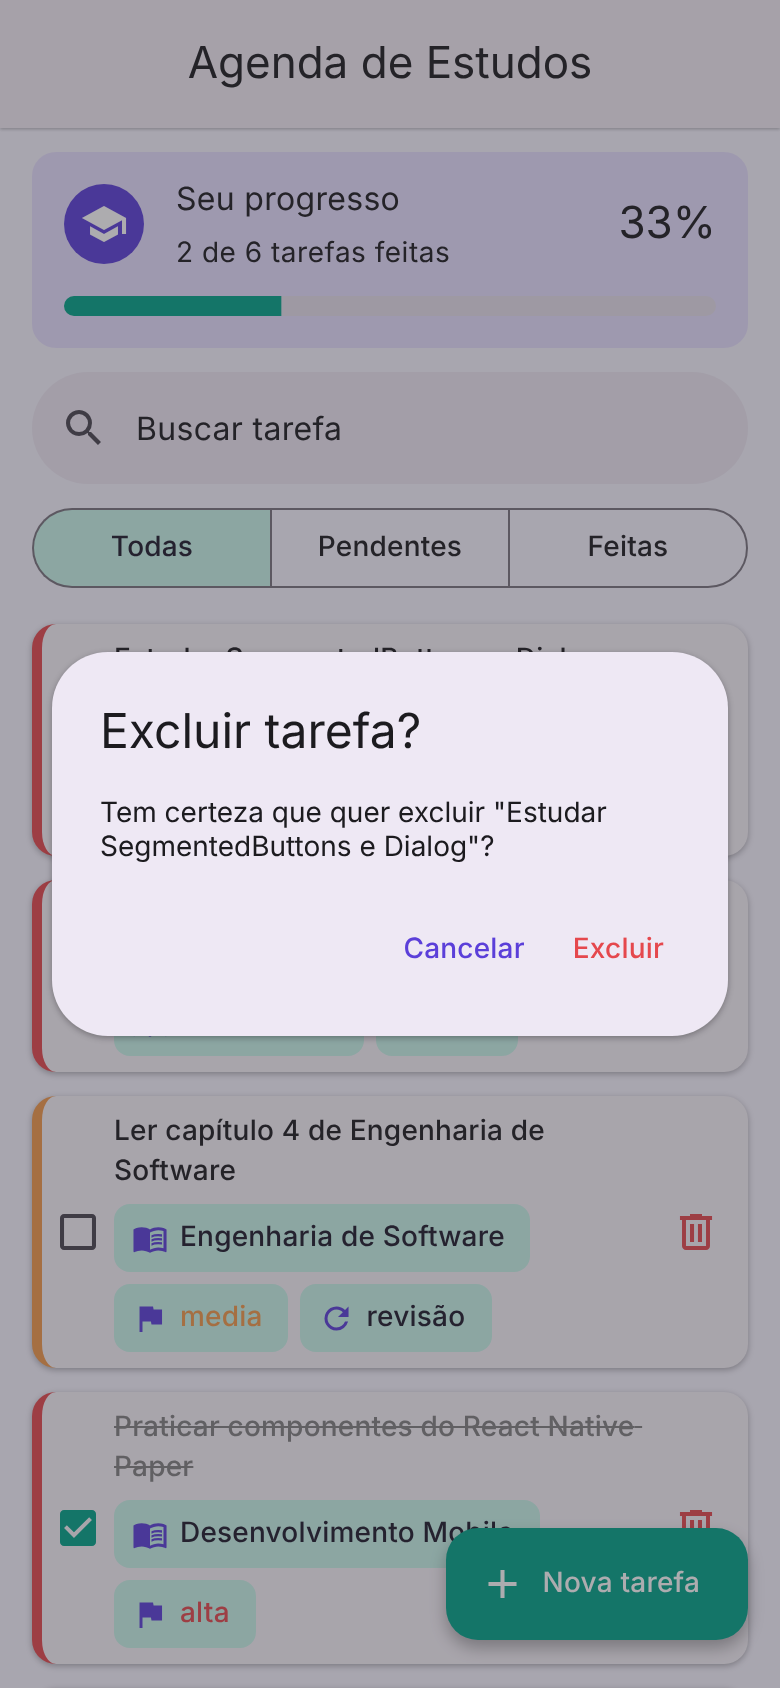 Agenda de Estudos
Seu progresso
2 de 6 tarefas feitas
33%
Buscar tarefa
Todas
Pendentes
Feitas
Excluir tarefa?
Tem certeza que quer excluir "Estudar
SegmentedButtons e Dialog"?
Cancelar
Excluir
Ler capítulo 4 de Engenharia de
Software
Engenharia de Software
media
revisão
Praticar componentes do React Native
Paper
Desenvolvimento Mobile
alta
Nova tarefa